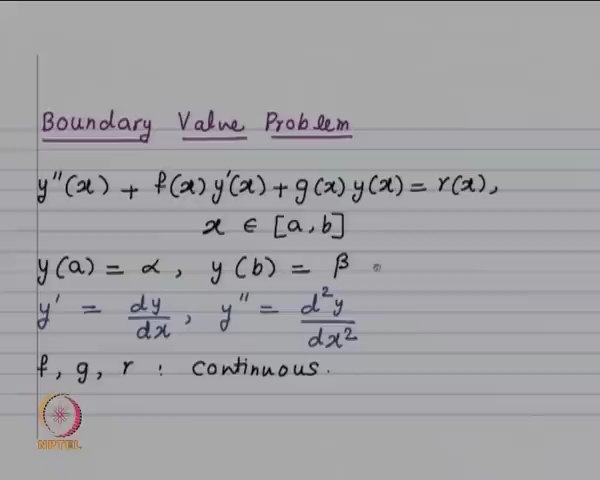 Boundary Value Problem
y''(x) + f(x) y'(x) + g(x) y(x) = r(x),
x ∈ [a, b]
y(a) = α, y(b) = β
y' = dy/dx, y'' = d²y/dx²
f, g, r : continuous.
NPTEL